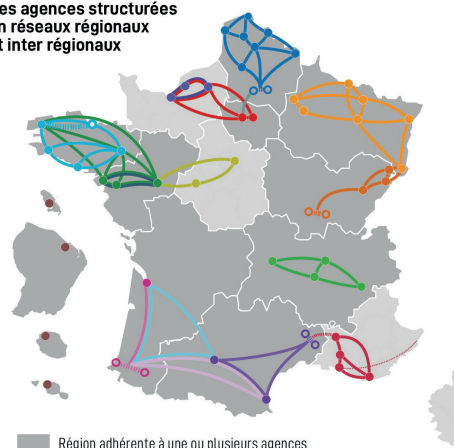 es agences structurées
n réseaux régionaux
t inter régionaux
Région adhérente à une ou plusieurs agences